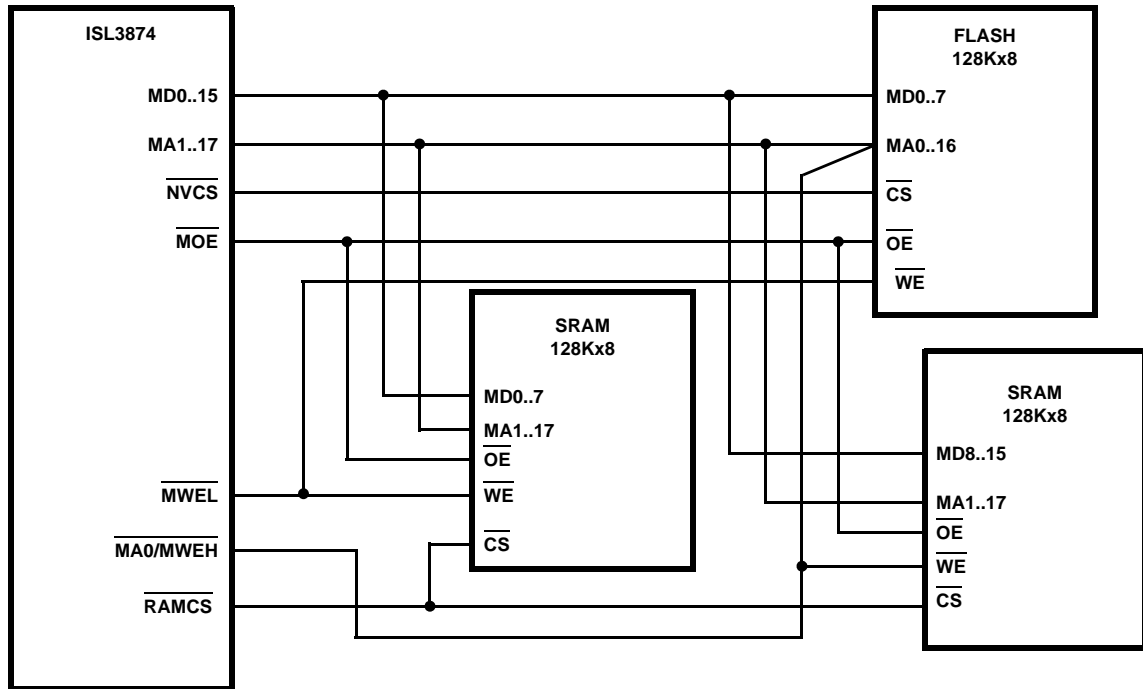 ISL3874
MD0..15
MA1..17
NVCS
MOE
MWEL
MA0/MWEH
RAMCS
SRAM
128Kx8
MD0..7
MA1..17
OE
WE
CS
FLASH
128Kx8
MD0..7
MA0..16
CS
OE
WE
SRAM
128Kx8
MD8..15
MA1..17
OE
WE
CS